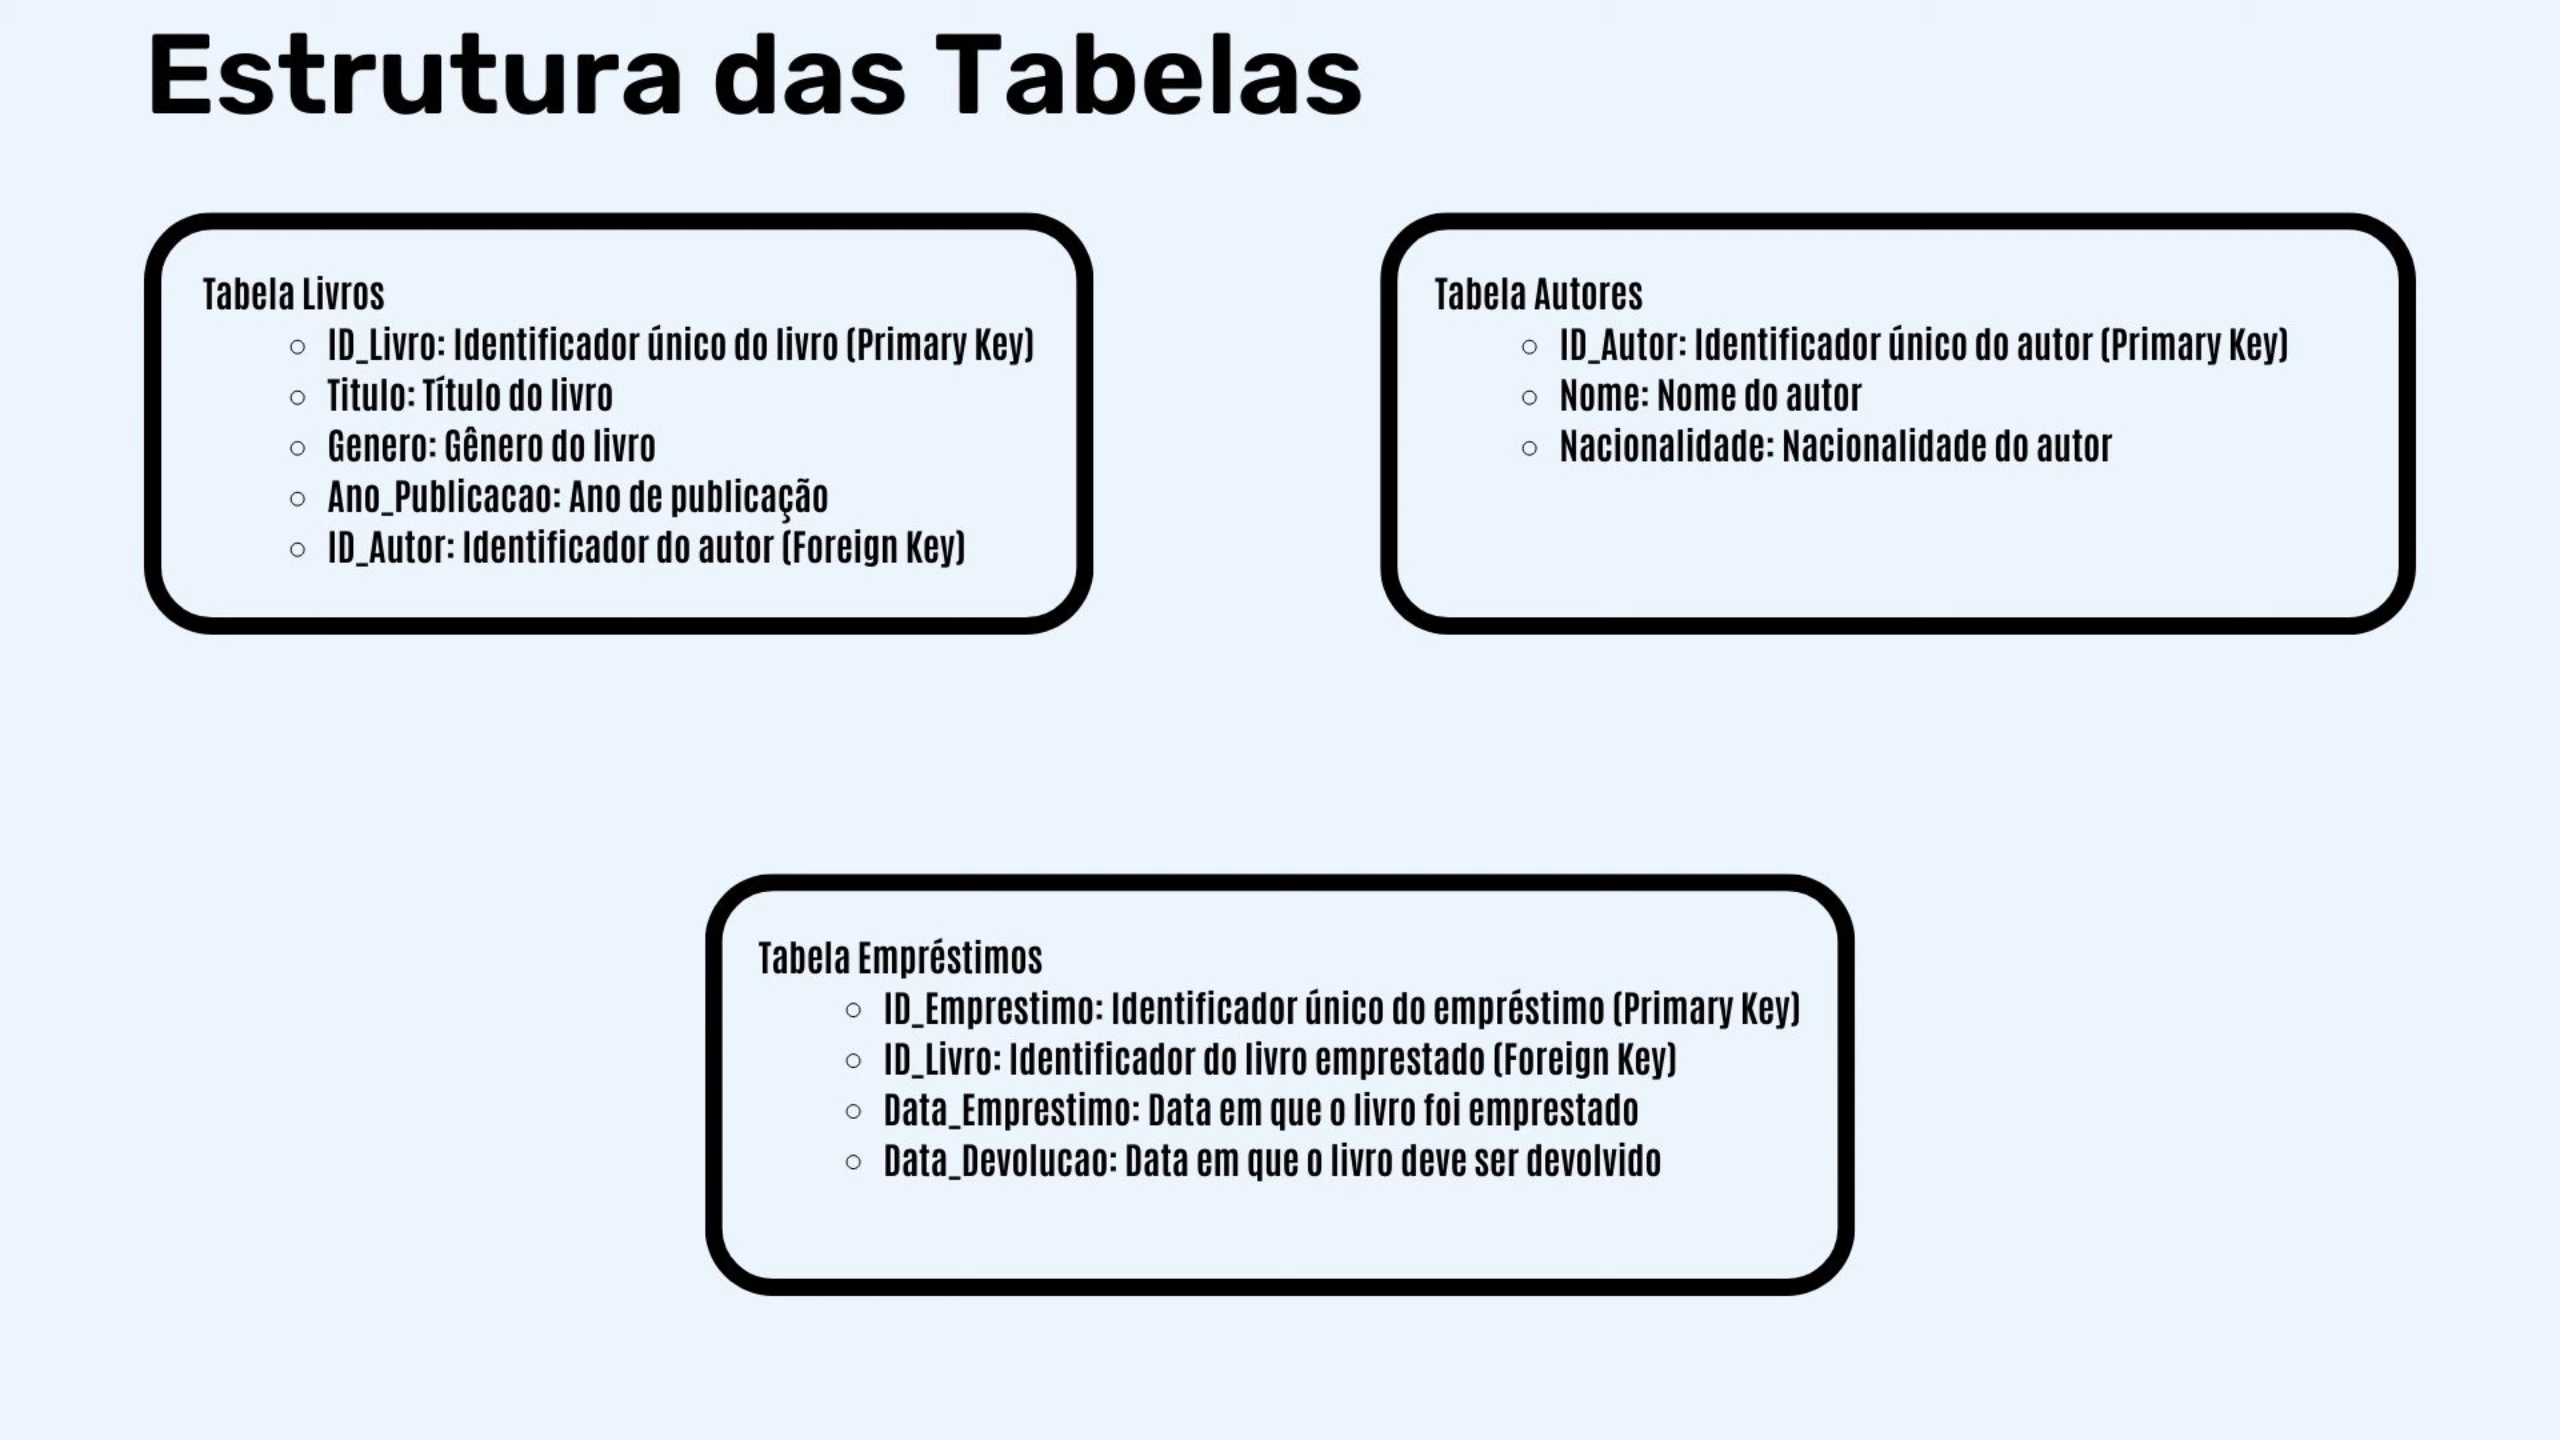 Estrutura das Tabelas
Tabela Livros
ID_Livro: Identificador único do livro (Primary Key)
Titulo: Título do livro
Genero: Gênero do livro
Ano_Publicacao: Ano de publicação
ID_Autor: Identificador do autor (Foreign Key)
Tabela Autores
ID_Autor: Identificador único do autor (Primary Key)
Nome: Nome do autor
Nacionalidade: Nacionalidade do autor
Tabela Empréstimos
ID_Emprestimo: Identificador único do empréstimo (Primary Key)
ID_Livro: Identificador do livro emprestado (Foreign Key)
Data_Emprestimo: Data em que o livro foi emprestado
Data_Devolucao: Data em que o livro deve ser devolvido